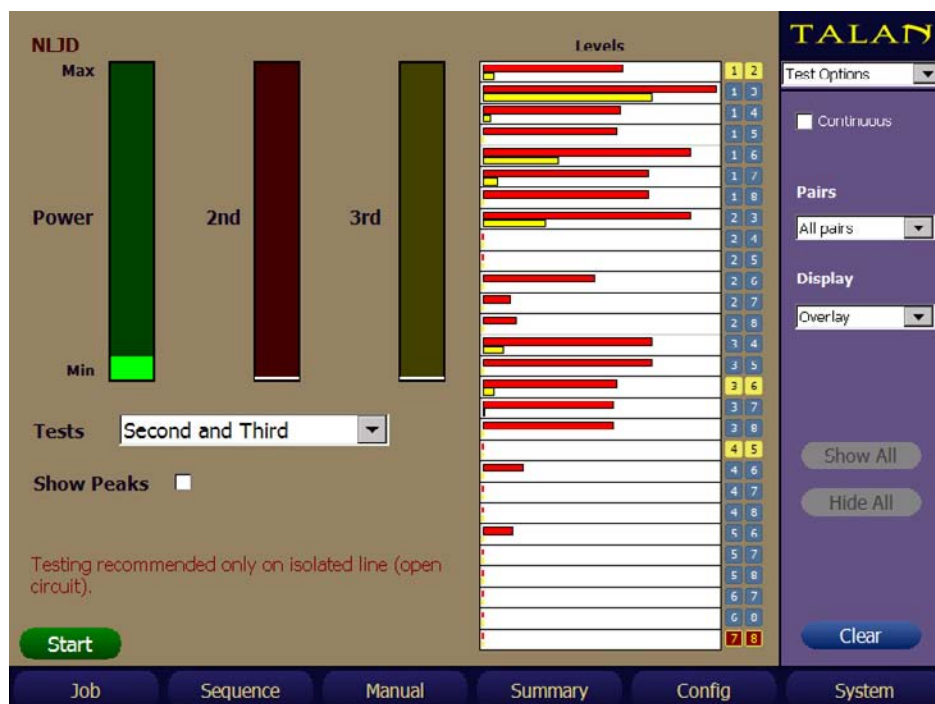 NLJD
Levels
TALAN
Max
Power
2nd
3rd
Min
Tests
Second and Third
Show Peaks
Testing recommended only on isolated line (open
circuit).
Start
1 2
1 3
1 4
1 5
1 6
1 7
1 8
2 3
2 4
2 5
2 6
2 7
2 8
3 4
3 5
3 6
3 7
3 8
4 5
4 6
4 7
4 8
5 6
5 7
5 8
6 7
6 8
7 8
Test Options
Continuous
Pairs
All pairs
Display
Overlay
Show All
Hide All
Clear
Job
Sequence
Manual
Summary
Config
System